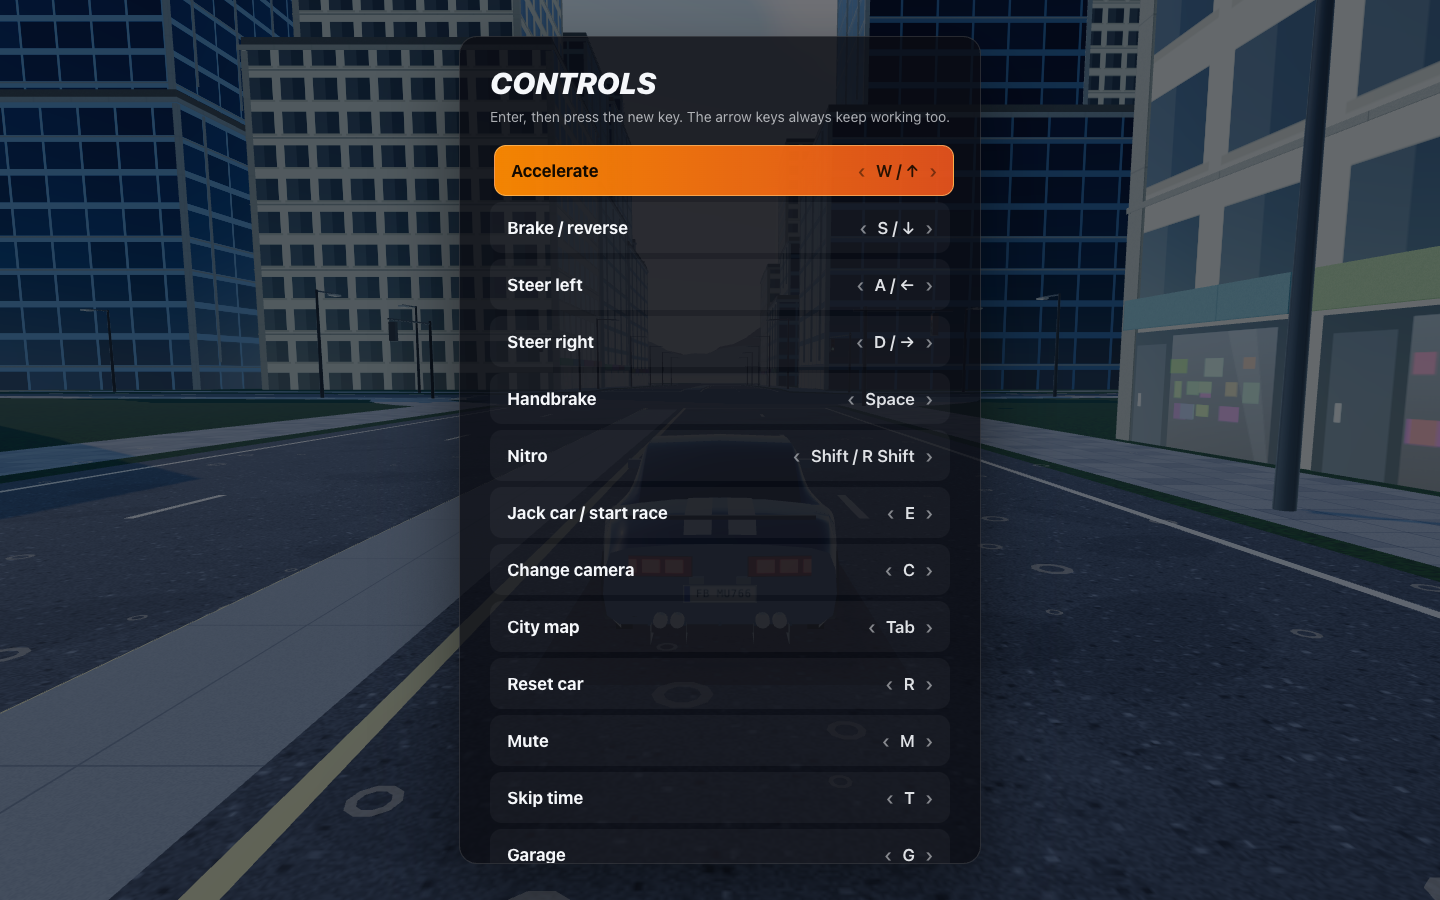 CONTROLS
Enter, then press the new key. The arrow keys always keep working too.
Accelerate ‹ W / ↑ ›
Brake / reverse ‹ S / ↓ ›
Steer left ‹ A / ← ›
Steer right ‹ D / → ›
Handbrake ‹ Space ›
Nitro ‹ Shift / R Shift ›
Jack car / start race ‹ E ›
Change camera ‹ C ›
City map ‹ Tab ›
Reset car ‹ R ›
Mute ‹ M ›
Skip time ‹ T ›
Garage ‹ G ›